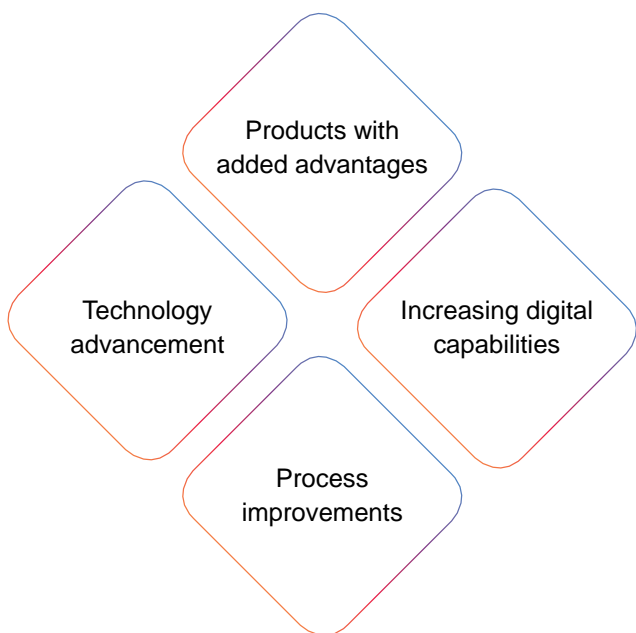 Products with
added advantages
Technology
advancement
Increasing digital
capabilities
Process
improvements